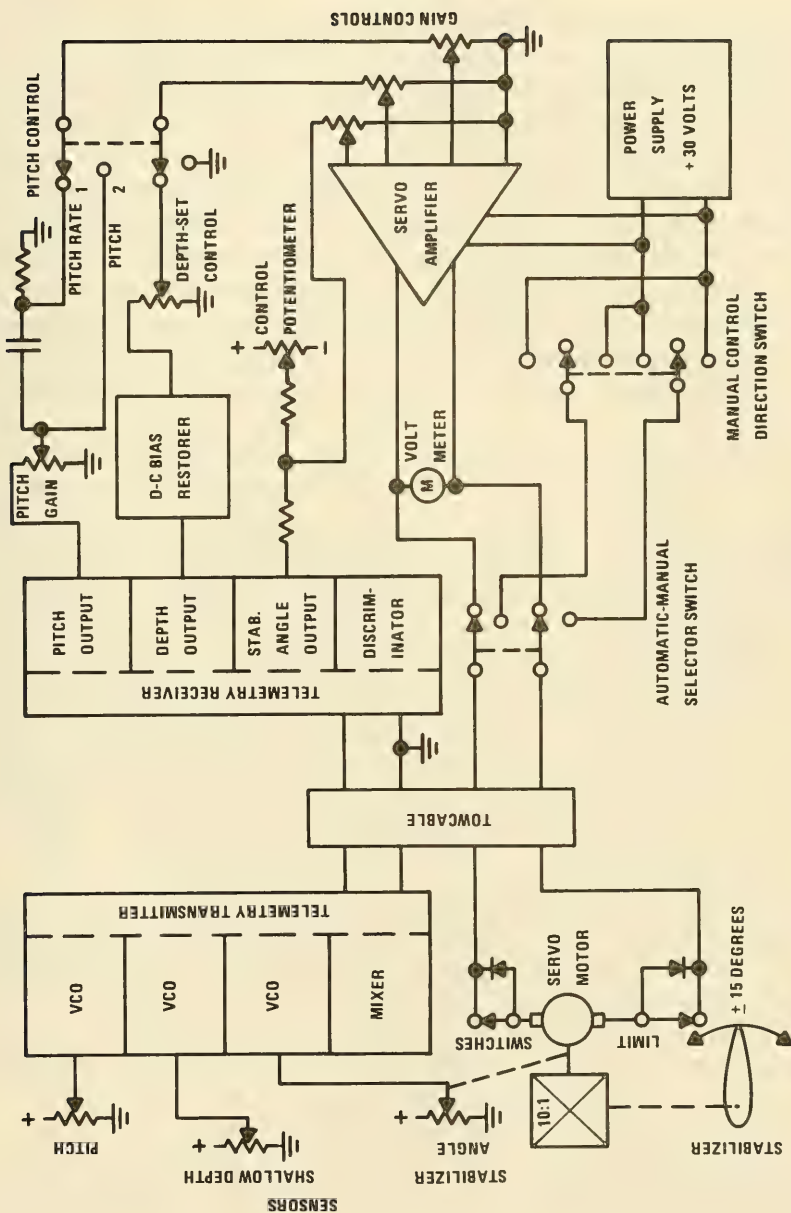 GAIN CONTROLS
PITCH CONTROL
PITCH RATE 1
PITCH 2
DEPTH-SET
CONTROL
PITCH
GAIN
D-C BIAS
RESTORER
+
CONTROL
POTENTIOMETER
-
SERVO
AMPLIFIER
POWER
SUPPLY
+ 30 VOLTS
VOLT
METER
M
MANUAL CONTROL
DIRECTION SWITCH
AUTOMATIC-MANUAL
SELECTOR SWITCH
PITCH
OUTPUT
DEPTH
OUTPUT
STAB.
ANGLE
OUTPUT
DISCRIM-
INATOR
TELEMETRY RECEIVER
TOWCABLE
TELEMETRY TRANSMITTER
VCO
VCO
VCO
MIXER
+
PITCH
+
SHALLOW DEPTH
SENSORS
+
STABILIZER
ANGLE
SWITCHES
SERVO
MOTOR
LIMIT
10:1
± 15 DEGREES
STABILIZER